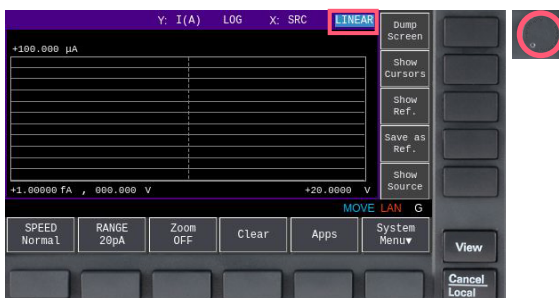 Y: I(A) LOG X: SRC LINEAR
+100.000 µA
+1.00000 fA , 000.000 V +20.0000 V
MOVE LAN G
Dump
Screen
Show
Cursors
Show
Ref.
Save as
Ref.
Show
Source
SPEED
Normal
RANGE
20pA
Zoom
OFF
Clear
Apps
System
Menu▼
View
Cancel
Local